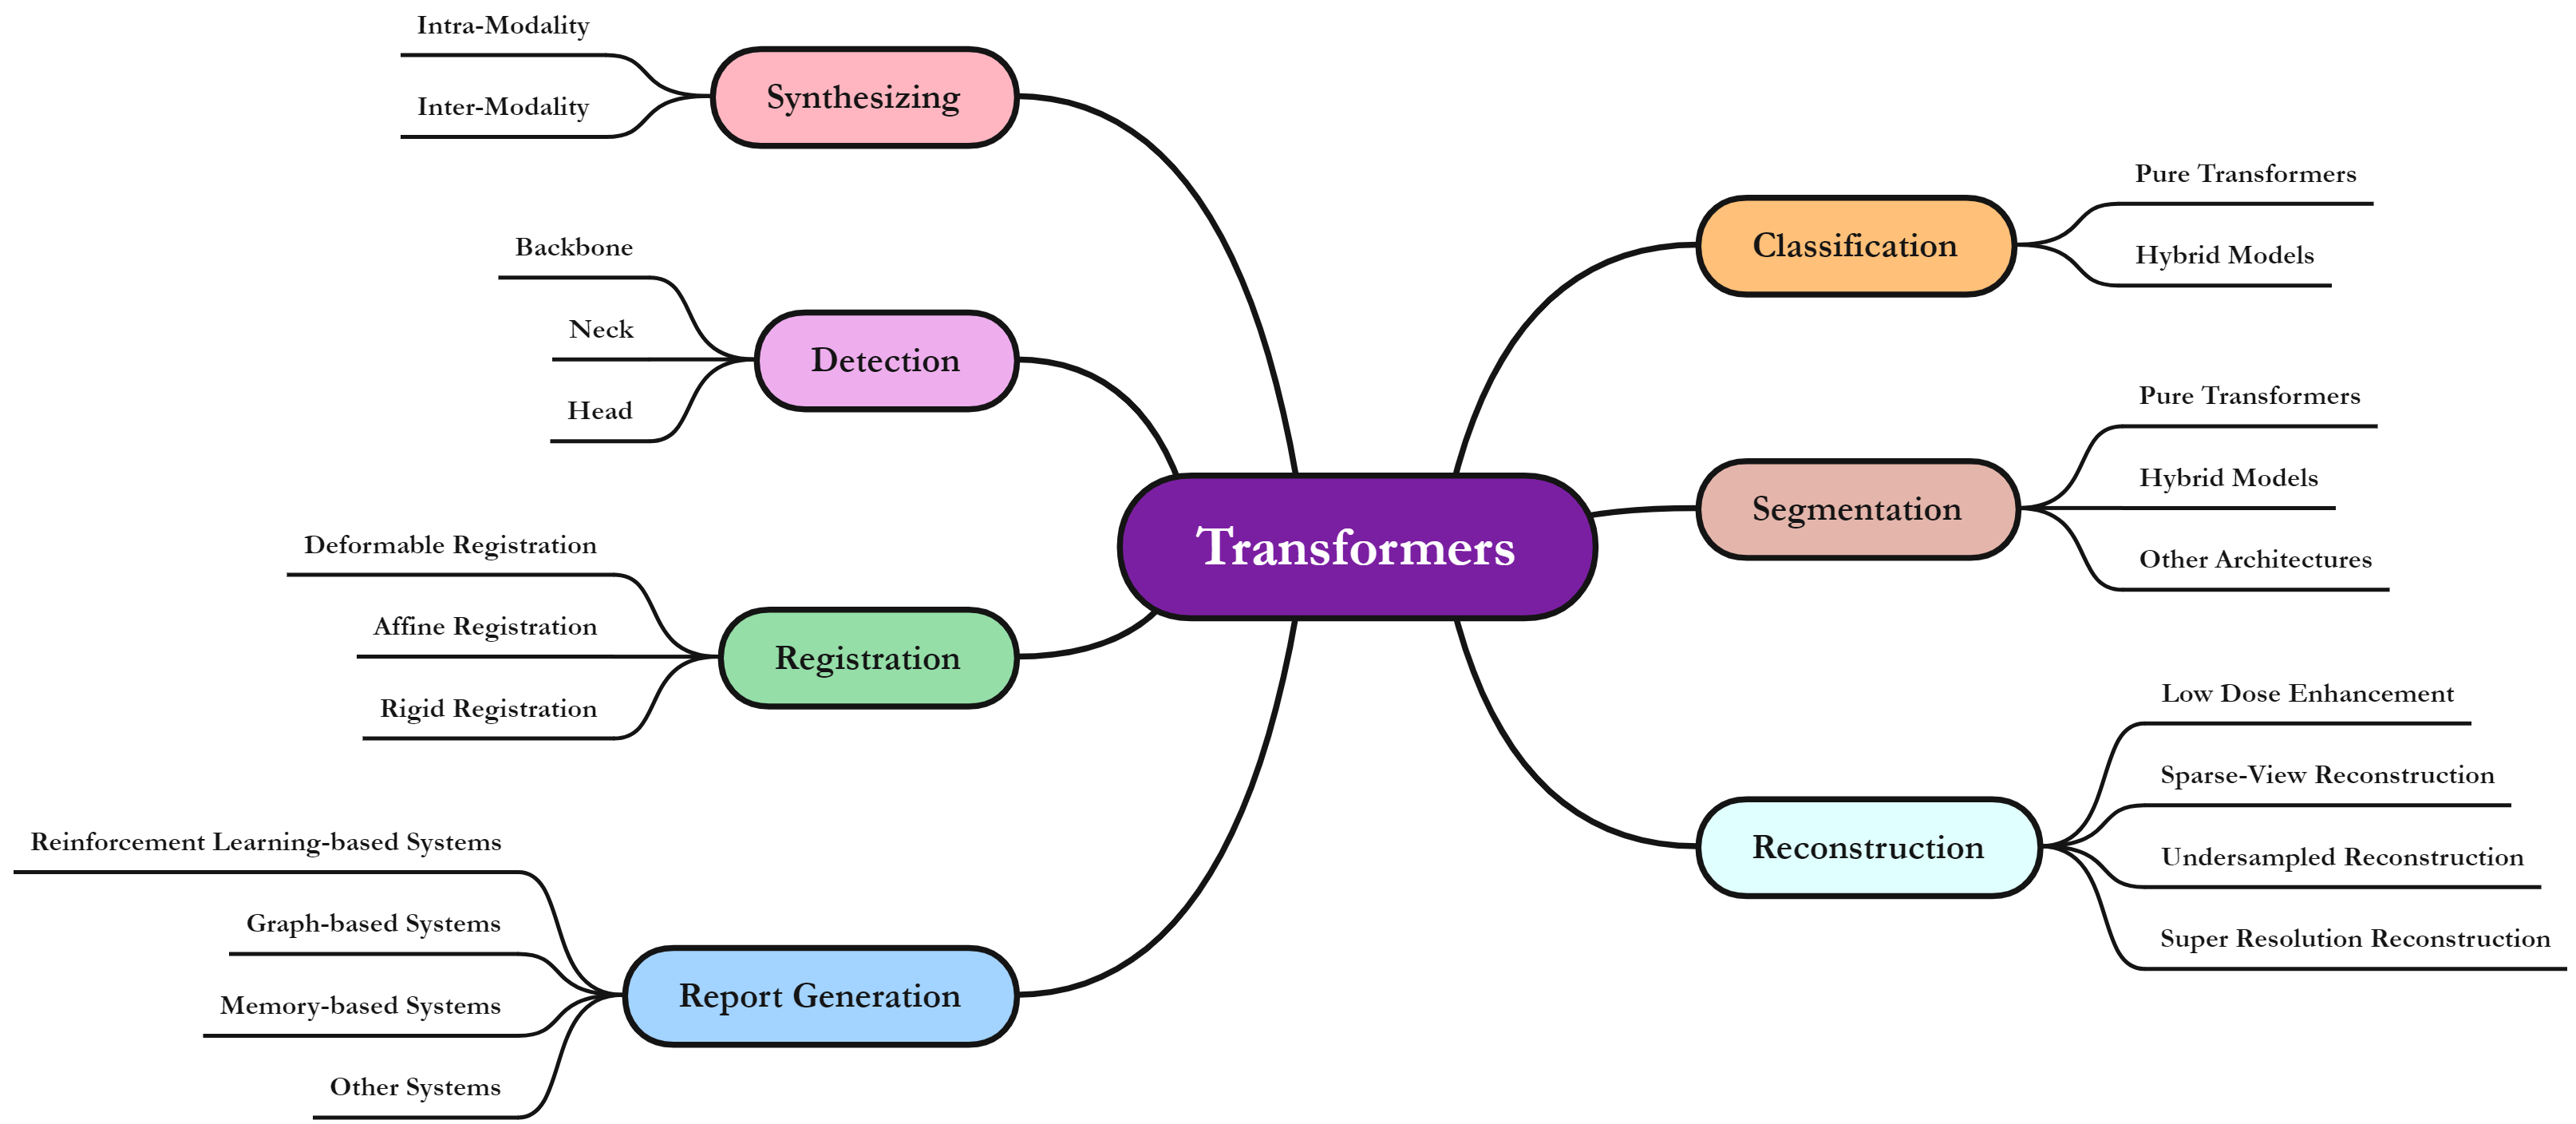 Transformers
Synthesizing
Intra-Modality
Inter-Modality
Detection
Backbone
Neck
Head
Registration
Deformable Registration
Affine Registration
Rigid Registration
Report Generation
Reinforcement Learning-based Systems
Graph-based Systems
Memory-based Systems
Other Systems
Classification
Pure Transformers
Hybrid Models
Segmentation
Pure Transformers
Hybrid Models
Other Architectures
Reconstruction
Low Dose Enhancement
Sparse-View Reconstruction
Undersampled Reconstruction
Super Resolution Reconstruction